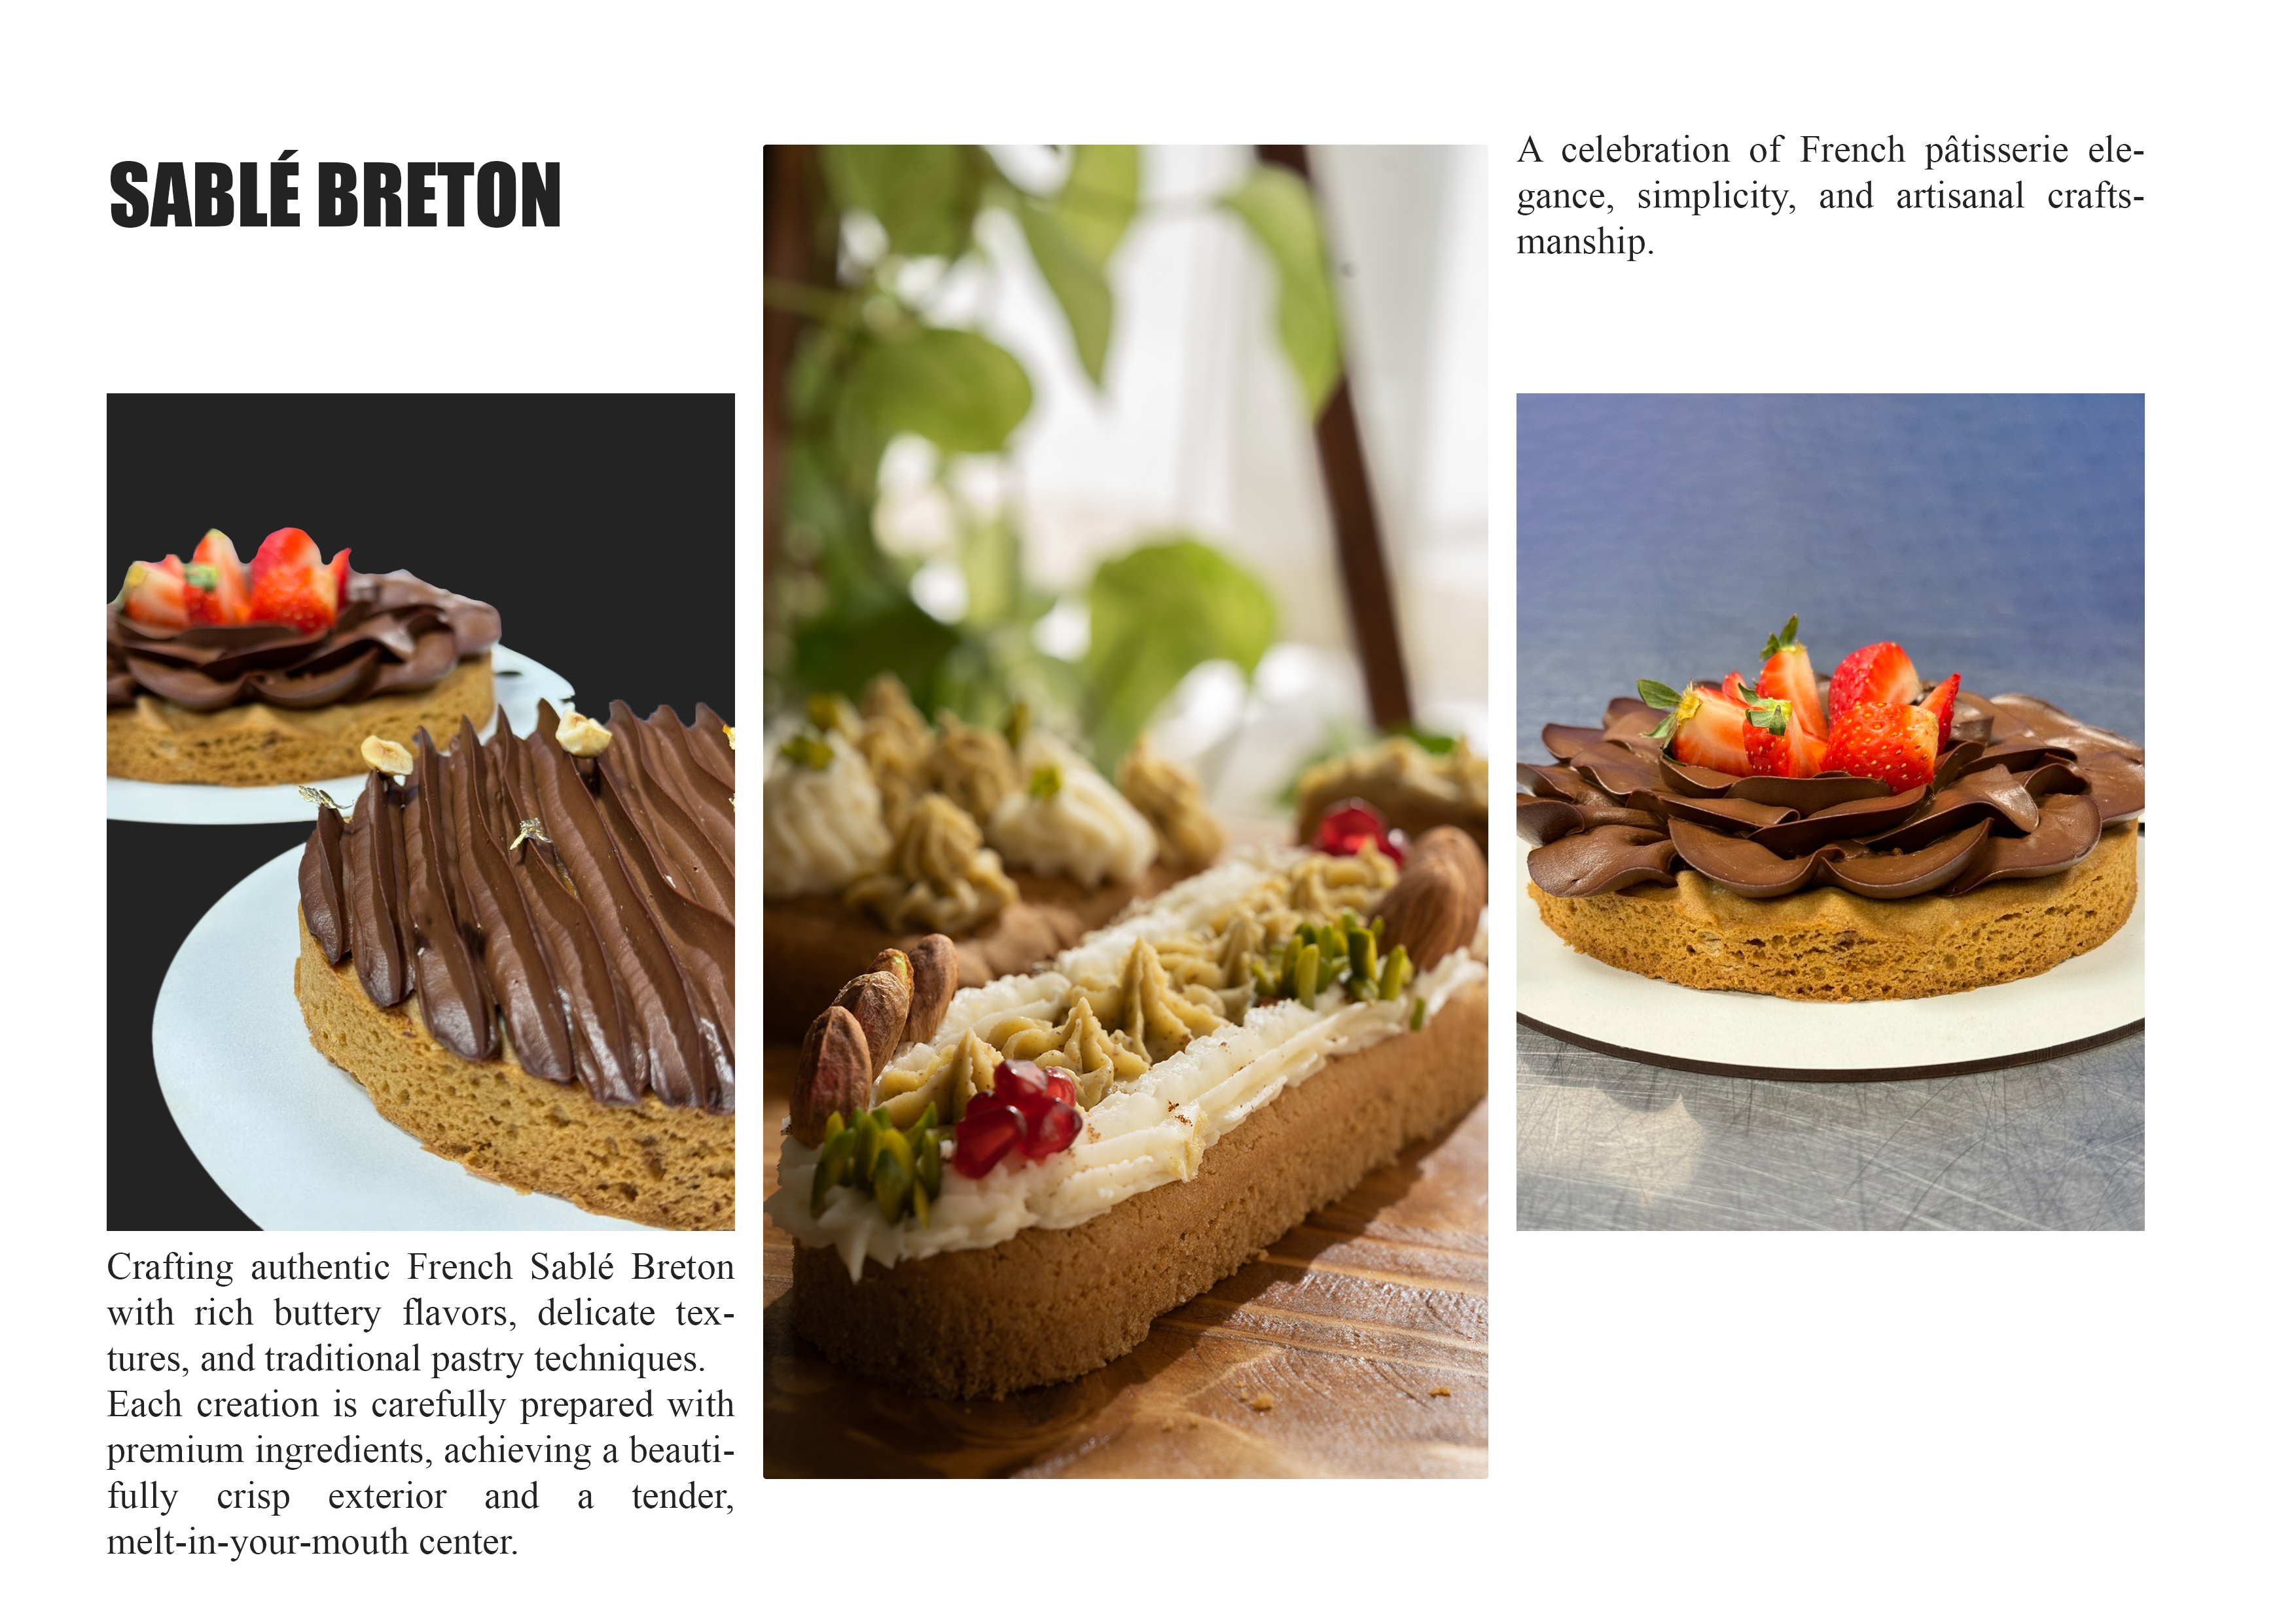 SABLÉ BRETON
A celebration of French pâtisserie ele-
gance, simplicity, and artisanal crafts-
manship.
Crafting authentic French Sablé Breton
with rich buttery flavors, delicate tex-
tures, and traditional pastry techniques.
Each creation is carefully prepared with
premium ingredients, achieving a beauti-
fully crisp exterior and a tender,
melt-in-your-mouth center.